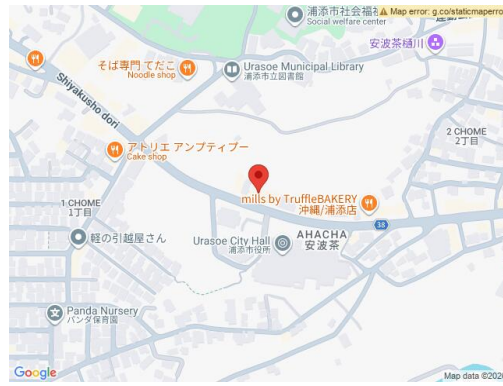 浦添市社会福祉
Social welfare center
Map error: g.co/staticmaperro
安波茶樋川
そば専門 てだこ
Noodle shop
Urasoe Municipal Library
浦添市立図書館
Shiyakusho dori
アトリエ アンプティプー
Cake shop
2 CHOME
2丁目
mills by TruffleBAKERY
沖縄/浦添店
1 CHOME
1丁目
38
軽の引越屋さん
Urasoe City Hall
浦添市役所
AHACHA
安波茶
Panda Nursery
パンダ保育園
Google
Map data ©202